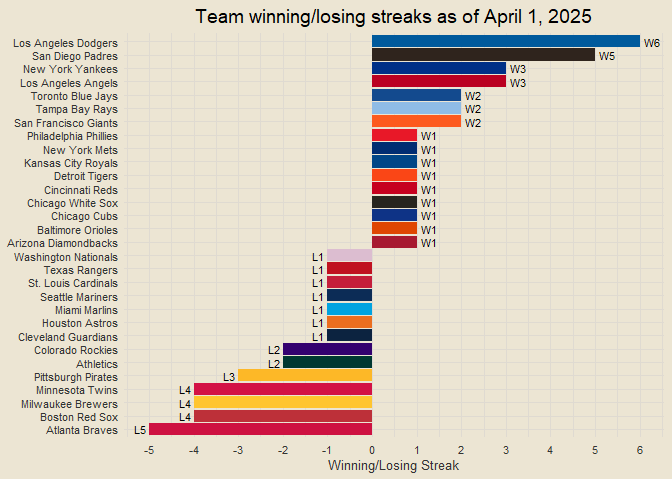 Team winning/losing streaks as of April 1, 2025
Los Angeles Dodgers W6
San Diego Padres W5
New York Yankees W3
Los Angeles Angels W3
Toronto Blue Jays W2
Tampa Bay Rays W2
San Francisco Giants W2
Philadelphia Phillies W1
New York Mets W1
Kansas City Royals W1
Detroit Tigers W1
Cincinnati Reds W1
Chicago White Sox W1
Chicago Cubs W1
Baltimore Orioles W1
Arizona Diamondbacks W1
Washington Nationals L1
Texas Rangers L1
St. Louis Cardinals L1
Seattle Mariners L1
Miami Marlins L1
Houston Astros L1
Cleveland Guardians L1
Colorado Rockies L2
Athletics L2
Pittsburgh Pirates L3
Minnesota Twins L4
Milwaukee Brewers L4
Boston Red Sox L4
Atlanta Braves L5
-5 -4 -3 -2 -1 0 1 2 3 4 5 6
Winning/Losing Streak